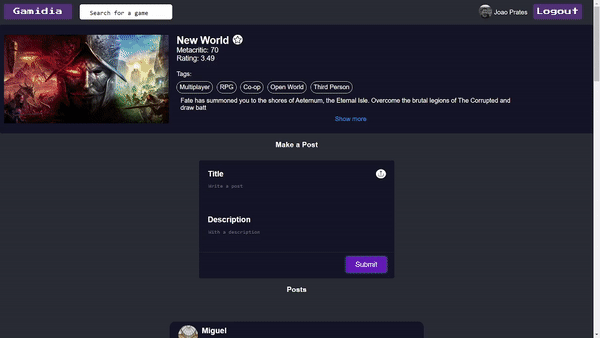 Gamidia
Search for a game
Joao Prates
Logout
New World
Metacritic: 70
Rating: 3.49
Tags:
Multiplayer
RPG
Co-op
Open World
Third Person
Fate has summoned you to the shores of Aeternum, the Eternal Isle. Overcome the brutal legions of The Corrupted and
draw batt
Show more
Make a Post
Title
Write a post
Description
With a description
Submit
Posts
Miguel